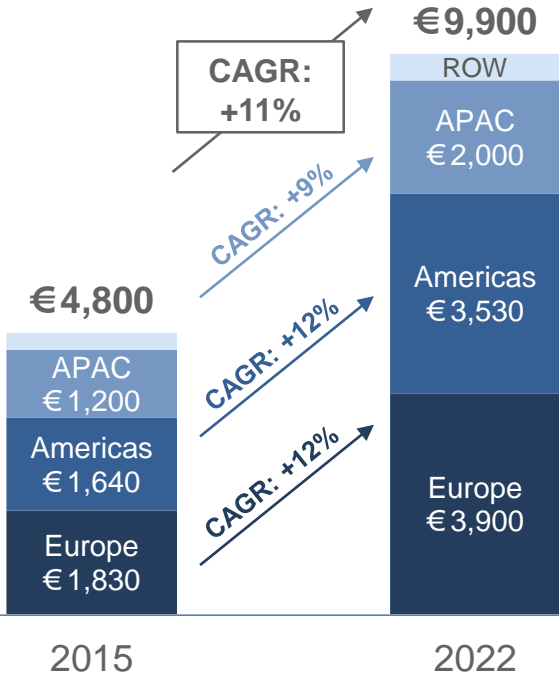 €9,900
CAGR:
+11%
ROW
APAC
€2,000
CAGR: +9%
Americas
€3,530
€4,800
CAGR: +12%
APAC
€1,200
Americas
€1,640
CAGR: +12%
Europe
€3,900
Europe
€1,830
2015
2022